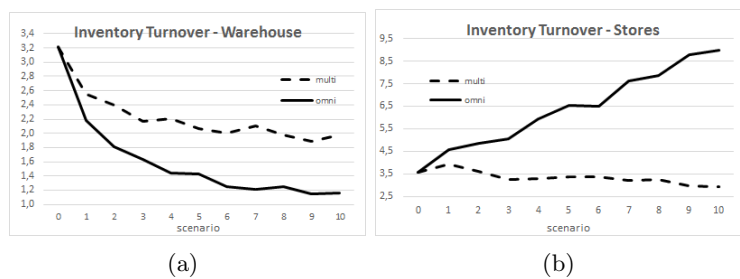 Inventory Turnover - Warehouse
3,4
3,2
3,0
2,8
2,6
2,4
2,2
2,0
1,8
1,6
1,4
1,2
1,0
multi
omni
0 1 2 3 4 5 6 7 8 9 10
scenario
(a)
Inventory Turnover - Stores
9,5
8,5
7,5
6,5
5,5
4,5
3,5
2,5
multi
omni
0 1 2 3 4 5 6 7 8 9 10
scenario
(b)